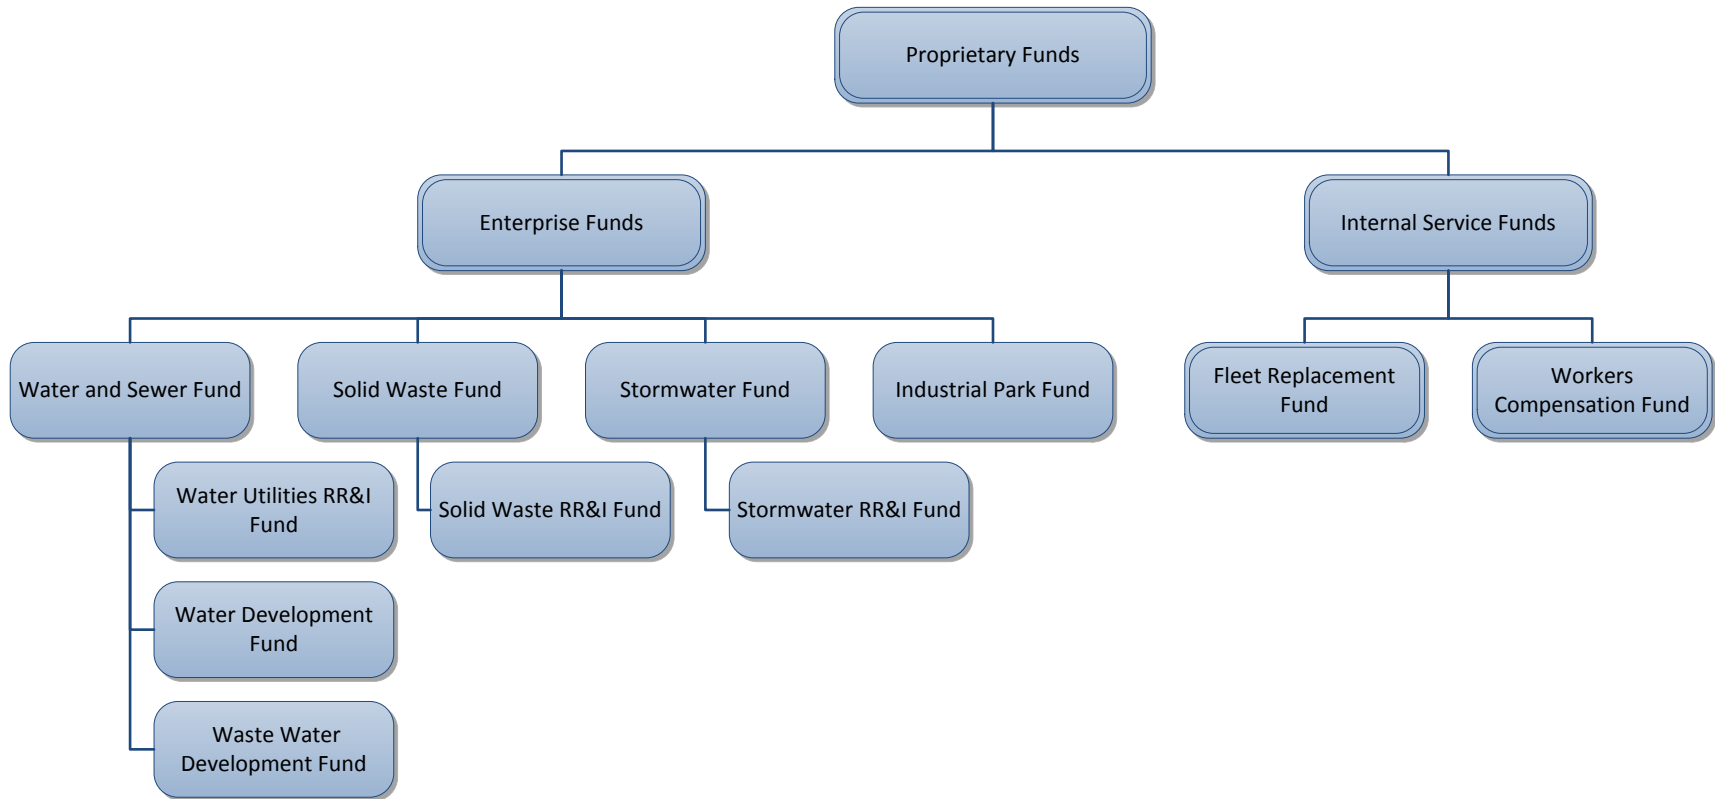 Proprietary Funds
Enterprise Funds
Internal Service Funds
Water and Sewer Fund
Solid Waste Fund
Stormwater Fund
Industrial Park Fund
Fleet Replacement
Fund
Workers
Compensation Fund
Water Utilities RR&I
Fund
Solid Waste RR&I Fund
Stormwater RR&I Fund
Water Development
Fund
Waste Water
Development Fund